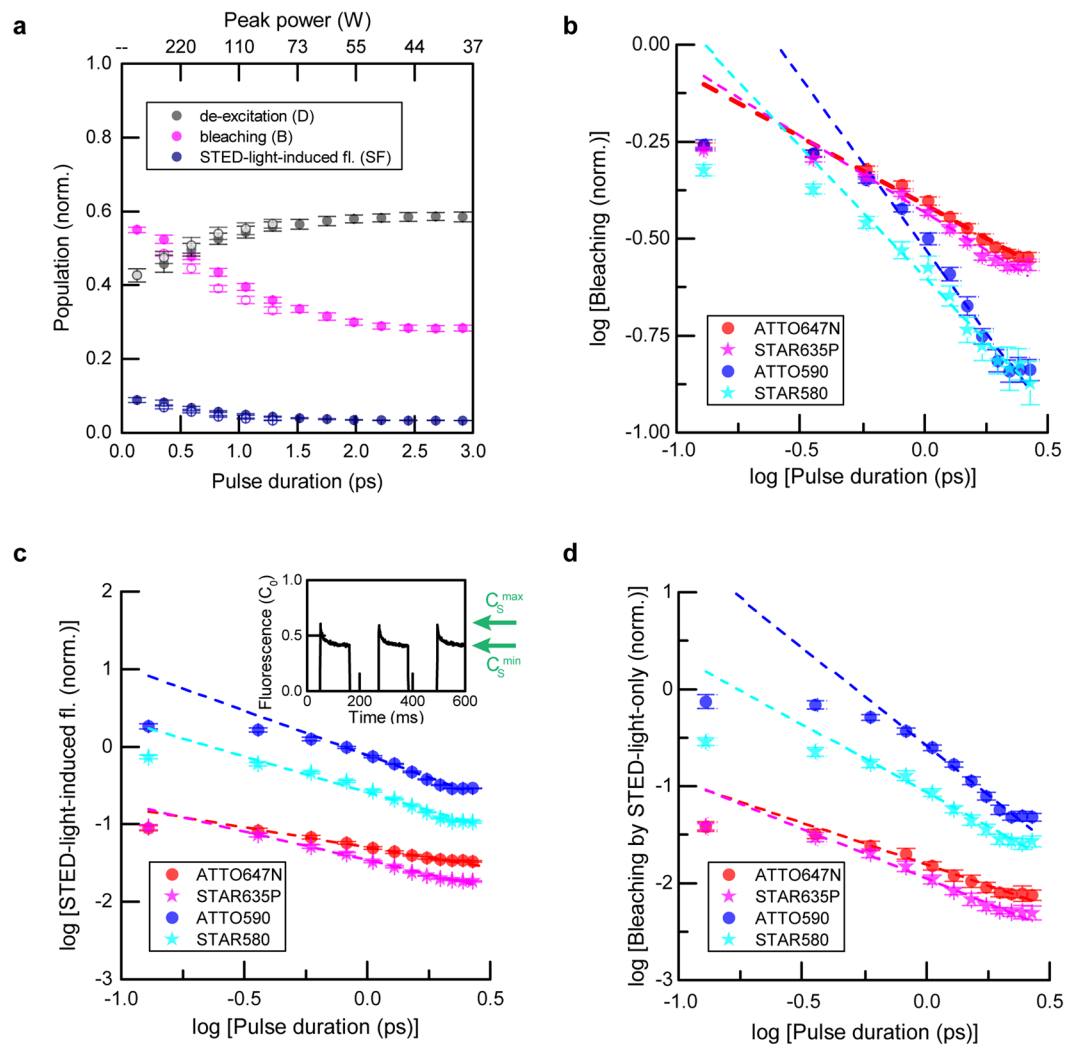 a
Peak power (W)
-- 220 110 73 55 44 37
1.0
0.8
0.6
0.4
0.2
0.0
Population (norm.)
de-excitation (D)
bleaching (B)
STED-light-induced fl. (SF)
0.0 0.5 1.0 1.5 2.0 2.5 3.0
Pulse duration (ps)
b
0.00
-0.25
-0.50
-0.75
-1.00
log [Bleaching (norm.)]
ATTO647N
STAR635P
ATTO590
STAR580
-1.0 -0.5 0.0 0.5
log [Pulse duration (ps)]
c
2
1
0
-1
-2
-3
log [STED-light-induced fl. (norm.)]
Fluorescence (C0)
1.0
0.5
0.0
0 200 400 600
Time (ms)
CS max
CS min
ATTO647N
STAR635P
ATTO590
STAR580
-1.0 -0.5 0.0 0.5
log [Pulse duration (ps)]
d
1
0
-1
-2
-3
log [Bleaching by STED-light-only (norm.)]
ATTO647N
STAR635P
ATTO590
STAR580
-1.0 -0.5 0.0 0.5
log [Pulse duration (ps)]